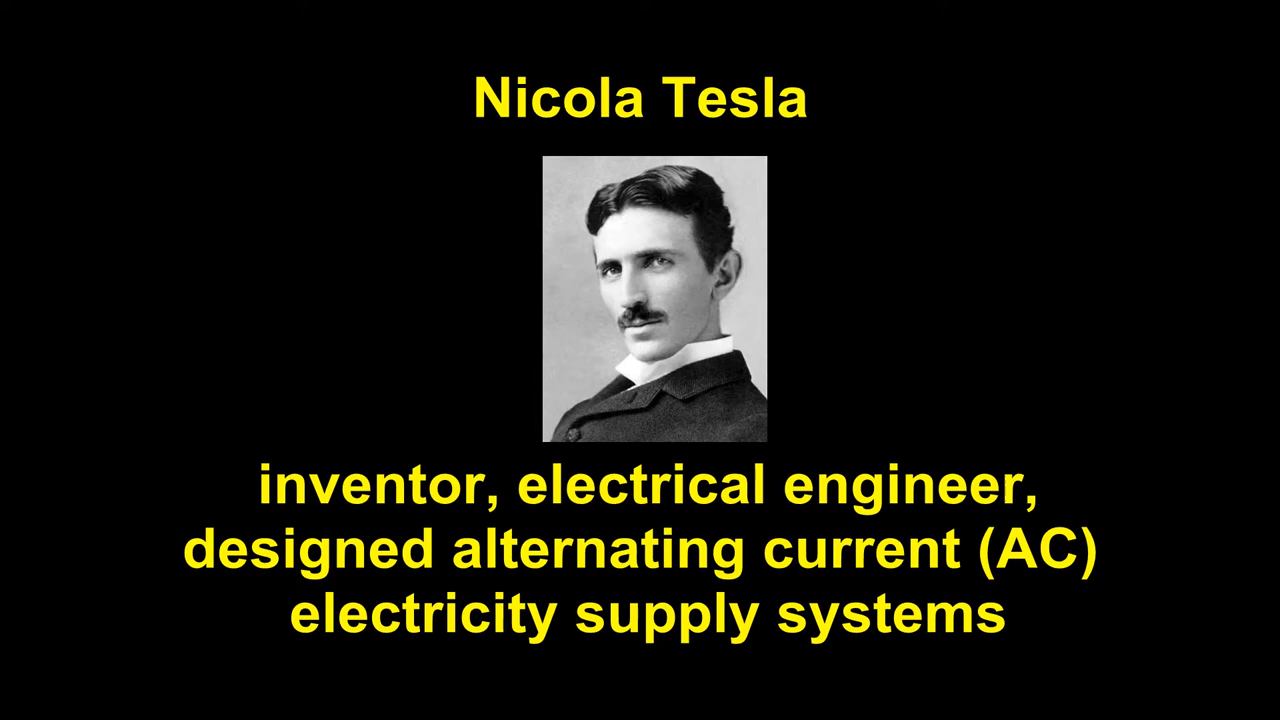 Nicola Tesla
inventor, electrical engineer,
designed alternating current (AC)
electricity supply systems